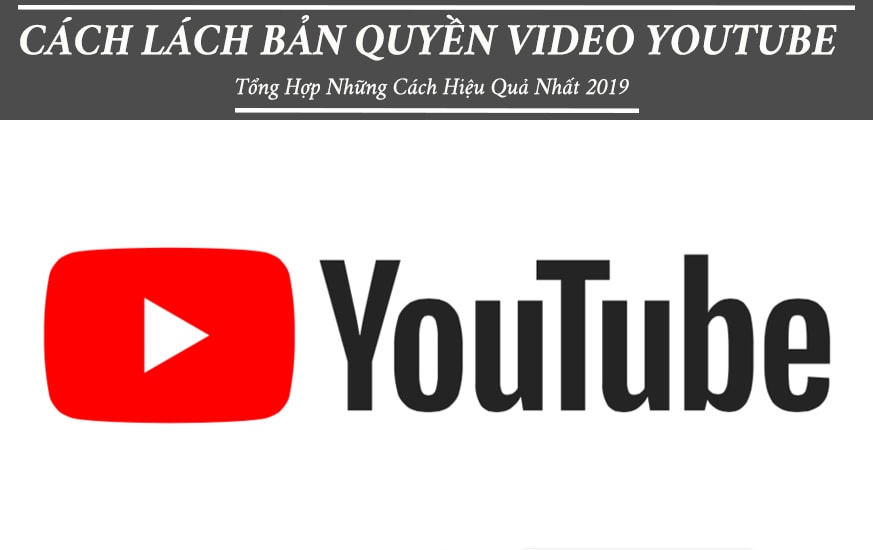 CÁCH LÁCH BẢN QUYỀN VIDEO YOUTUBE
Tổng Hợp Những Cách Hiệu Quả Nhất 2019
YouTube